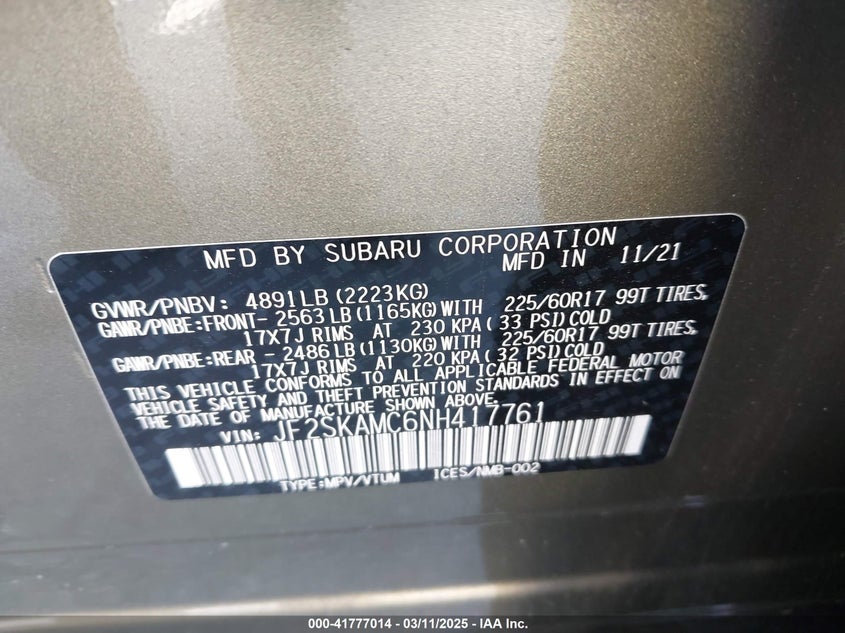 MFD BY SUBARU CORPORATION
MFD IN 11/21
GVWR/PNBV: 4891LB (2223KG)
GAWR/PNBE:FRONT- 2563LB (1165KG) WITH 225/60R17 99T TIRES,
17X7J RIMS AT 230 KPA( 33 PSI) COLD
GAWR/PNBE:REAR - 2486LB (1130KG) WITH 225/60R17 99T TIRES,
17X7J RIMS AT 220 KPA( 32 PSI) COLD
THIS VEHICLE CONFORMS TO ALL APPLICABLE FEDERAL MOTOR
VEHICLE SAFETY AND THEFT PREVENTION STANDARDS IN EFFECT ON
THE DATE OF MANUFACTURE SHOWN ABOVE.
VIN: JF2SKAMC6NH417761
TYPE:MPV/VTUM ICES/NMB-002
000-41777014 - 03/11/2025 - IAA Inc.